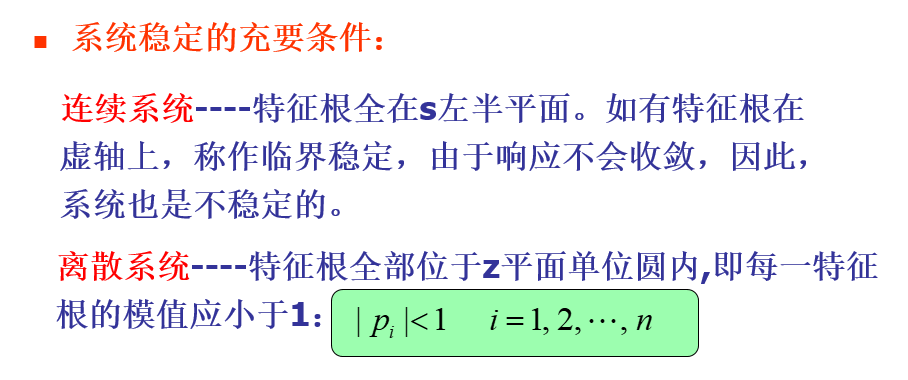 ■ 系统稳定的充要条件：
连续系统----特征根全在s左半平面。如有特征根在
虚轴上，称作临界稳定，由于响应不会收敛，因此，
系统也是不稳定的。
离散系统----特征根全部位于z平面单位圆内,即每一特征
根的模值应小于1： | pᵢ |< 1 i = 1, 2, ⋯, n